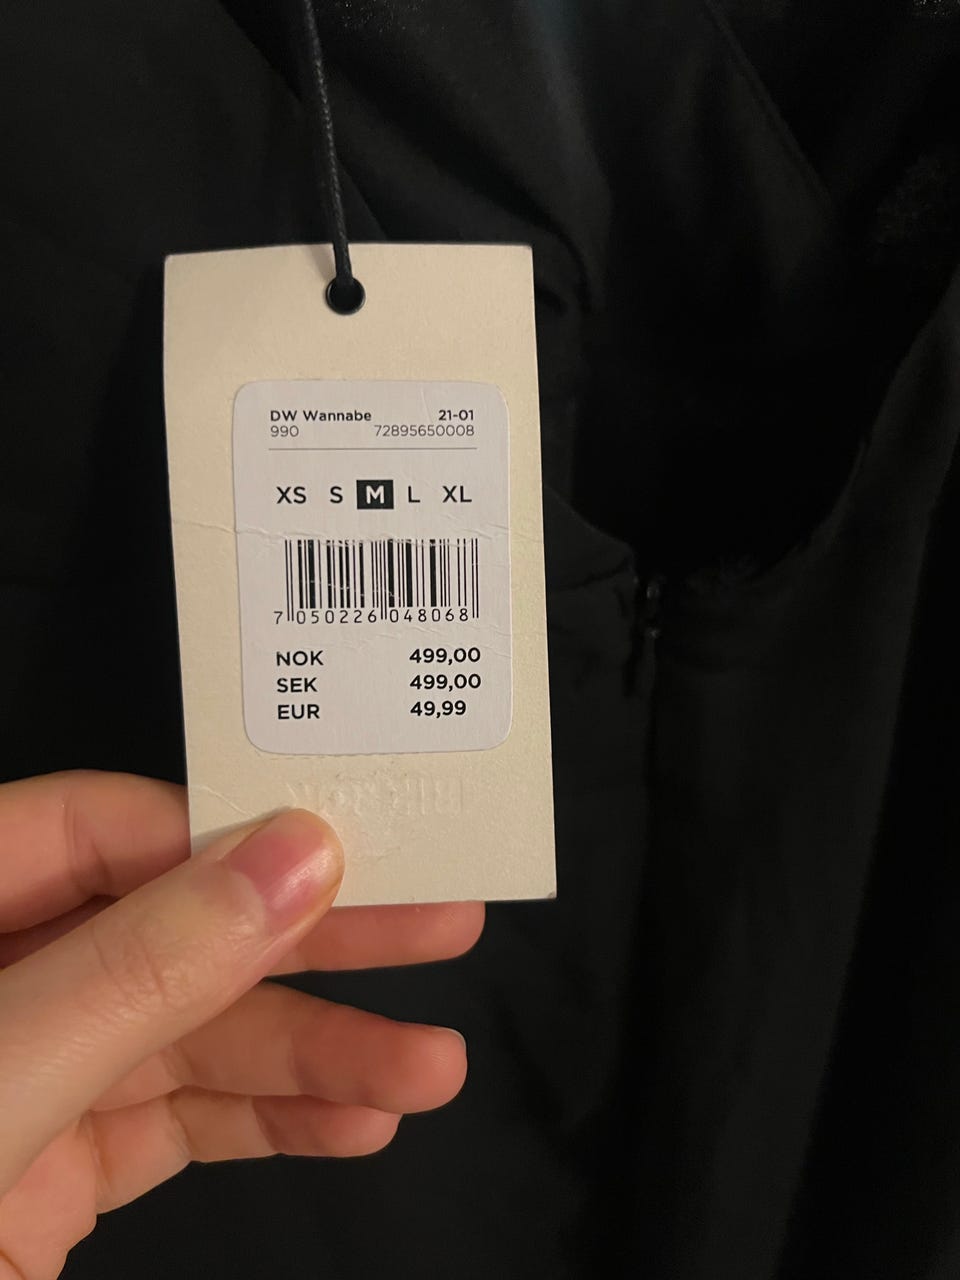 DW Wannabe 21-01
990 72895650008
XS S M L XL
7 050226 048068
NOK 499,00
SEK 499,00
EUR 49,99